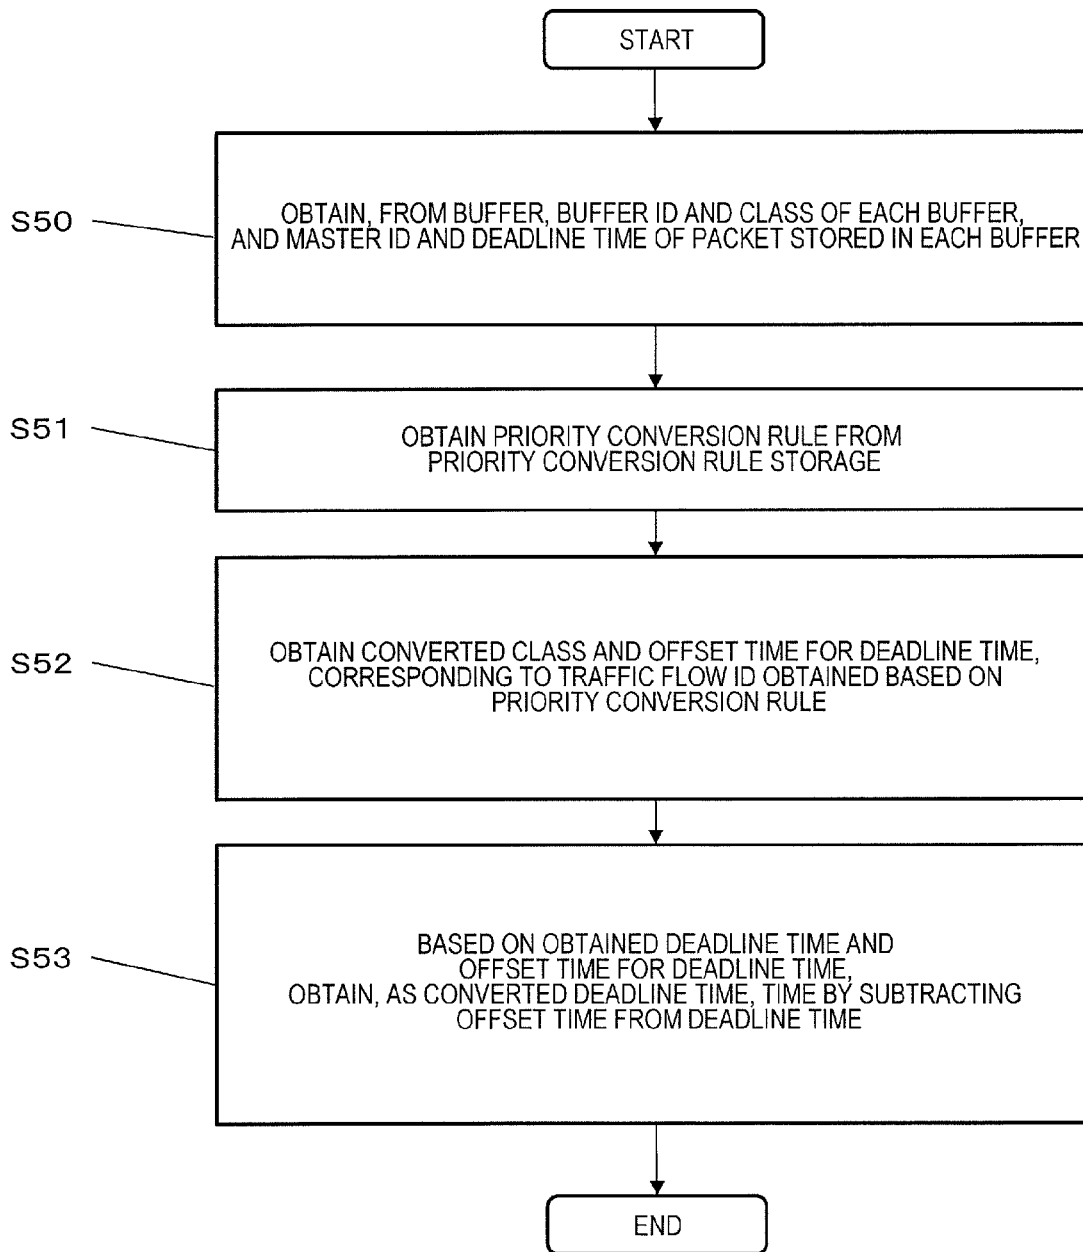 START
S50
OBTAIN, FROM BUFFER, BUFFER ID AND CLASS OF EACH BUFFER,
AND MASTER ID AND DEADLINE TIME OF PACKET STORED IN EACH BUFFER
S51
OBTAIN PRIORITY CONVERSION RULE FROM
PRIORITY CONVERSION RULE STORAGE
S52
OBTAIN CONVERTED CLASS AND OFFSET TIME FOR DEADLINE TIME,
CORRESPONDING TO TRAFFIC FLOW ID OBTAINED BASED ON
PRIORITY CONVERSION RULE
S53
BASED ON OBTAINED DEADLINE TIME AND
OFFSET TIME FOR DEADLINE TIME,
OBTAIN, AS CONVERTED DEADLINE TIME, TIME BY SUBTRACTING
OFFSET TIME FROM DEADLINE TIME
END